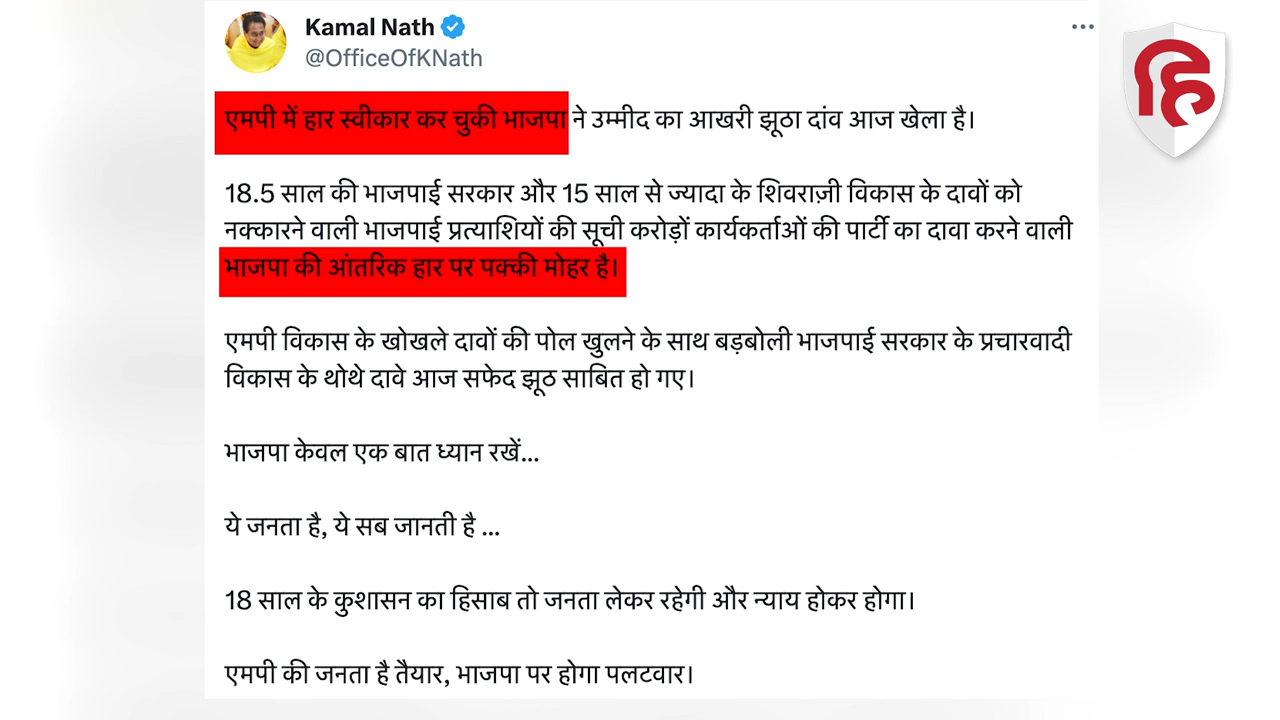 Kamal Nath
@OfficeOfKNath
हि
एमपी में हार स्वीकार कर चुकी भाजपा ने उम्मीद का आखरी झूठा दांव आज खेला है।
18.5 साल की भाजपाई सरकार और 15 साल से ज्यादा के शिवराज़ी विकास के दावों को
नक्कारने वाली भाजपाई प्रत्याशियों की सूची करोड़ों कार्यकर्ताओं की पार्टी का दावा करने वाली
भाजपा की आंतरिक हार पर पक्की मोहर है।
एमपी विकास के खोखले दावों की पोल खुलने के साथ बड़बोली भाजपाई सरकार के प्रचारवादी
विकास के थोथे दावे आज सफेद झूठ साबित हो गए।
भाजपा केवल एक बात ध्यान रखें...
ये जनता है, ये सब जानती है ...
18 साल के कुशासन का हिसाब तो जनता लेकर रहेगी और न्याय होकर होगा।
एमपी की जनता है तैयार, भाजपा पर होगा पलटवार।